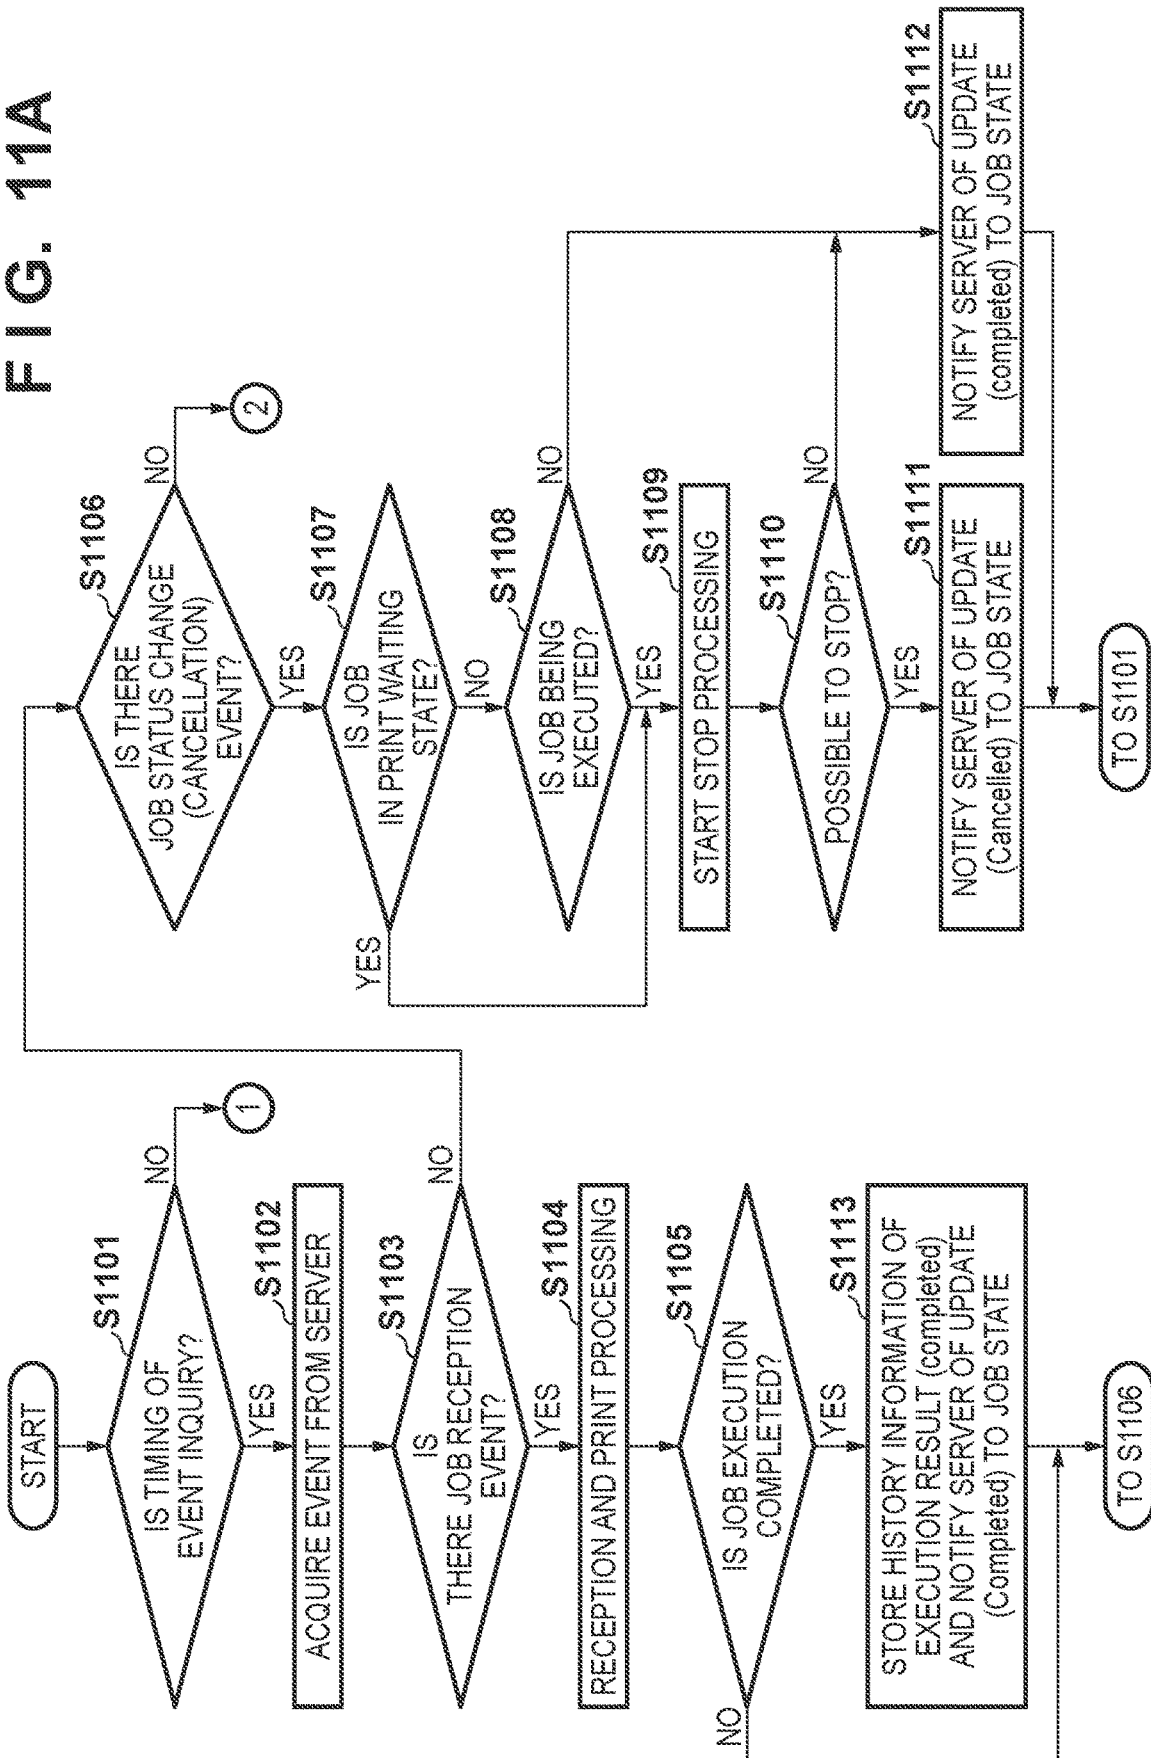 FIG. 11A
START
S1101
IS TIMING OF
EVENT INQUIRY?
NO
1
YES
S1102
ACQUIRE EVENT FROM SERVER
S1103
IS
THERE JOB RECEPTION
EVENT?
NO
YES
S1104
RECEPTION AND PRINT PROCESSING
S1105
IS JOB EXECUTION
COMPLETED?
NO
YES
S1113
STORE HISTORY INFORMATION OF
EXECUTION RESULT (completed)
AND NOTIFY SERVER OF UPDATE
(Completed) TO JOB STATE
TO S1106
S1106
IS THERE
JOB STATUS CHANGE
(CANCELLATION)
EVENT?
NO
2
YES
S1107
IS JOB
IN PRINT WAITING
STATE?
YES
NO
S1108
IS JOB BEING
EXECUTED?
NO
YES
S1109
START STOP PROCESSING
S1110
POSSIBLE TO STOP?
NO
YES
S1111
NOTIFY SERVER OF UPDATE
(Cancelled) TO JOB STATE
S1112
NOTIFY SERVER OF UPDATE
(completed) TO JOB STATE
TO S1101